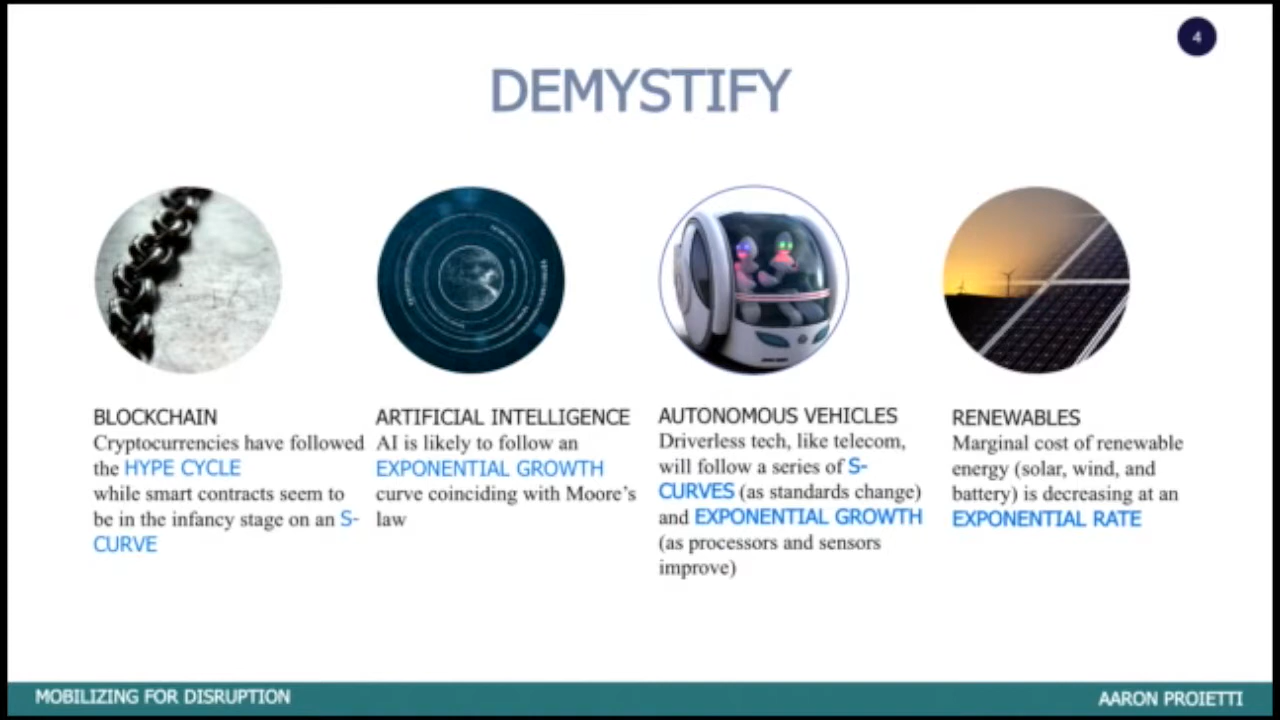 4
DEMYSTIFY
BLOCKCHAIN
Cryptocurrencies have followed
the HYPE CYCLE
while smart contracts seem to
be in the infancy stage on an S-
CURVE
ARTIFICIAL INTELLIGENCE
AI is likely to follow an
EXPONENTIAL GROWTH
curve coinciding with Moore's
law
AUTONOMOUS VEHICLES
Driverless tech, like telecom,
will follow a series of S-
CURVES (as standards change)
and EXPONENTIAL GROWTH
(as processors and sensors
improve)
RENEWABLES
Marginal cost of renewable
energy (solar, wind, and
battery) is decreasing at an
EXPONENTIAL RATE
MOBILIZING FOR DISRUPTION
AARON PROIETTI